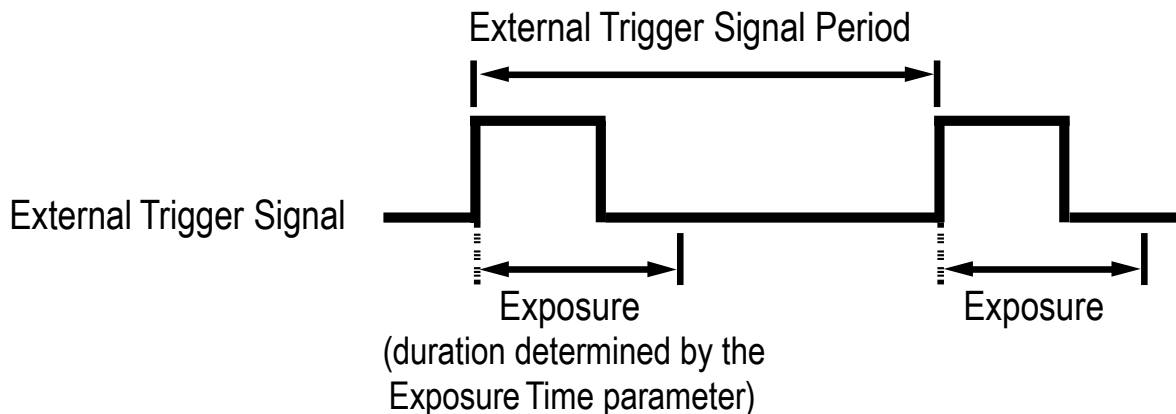 External Trigger Signal Period
External Trigger Signal
Exposure
(duration determined by the
Exposure Time parameter)
Exposure